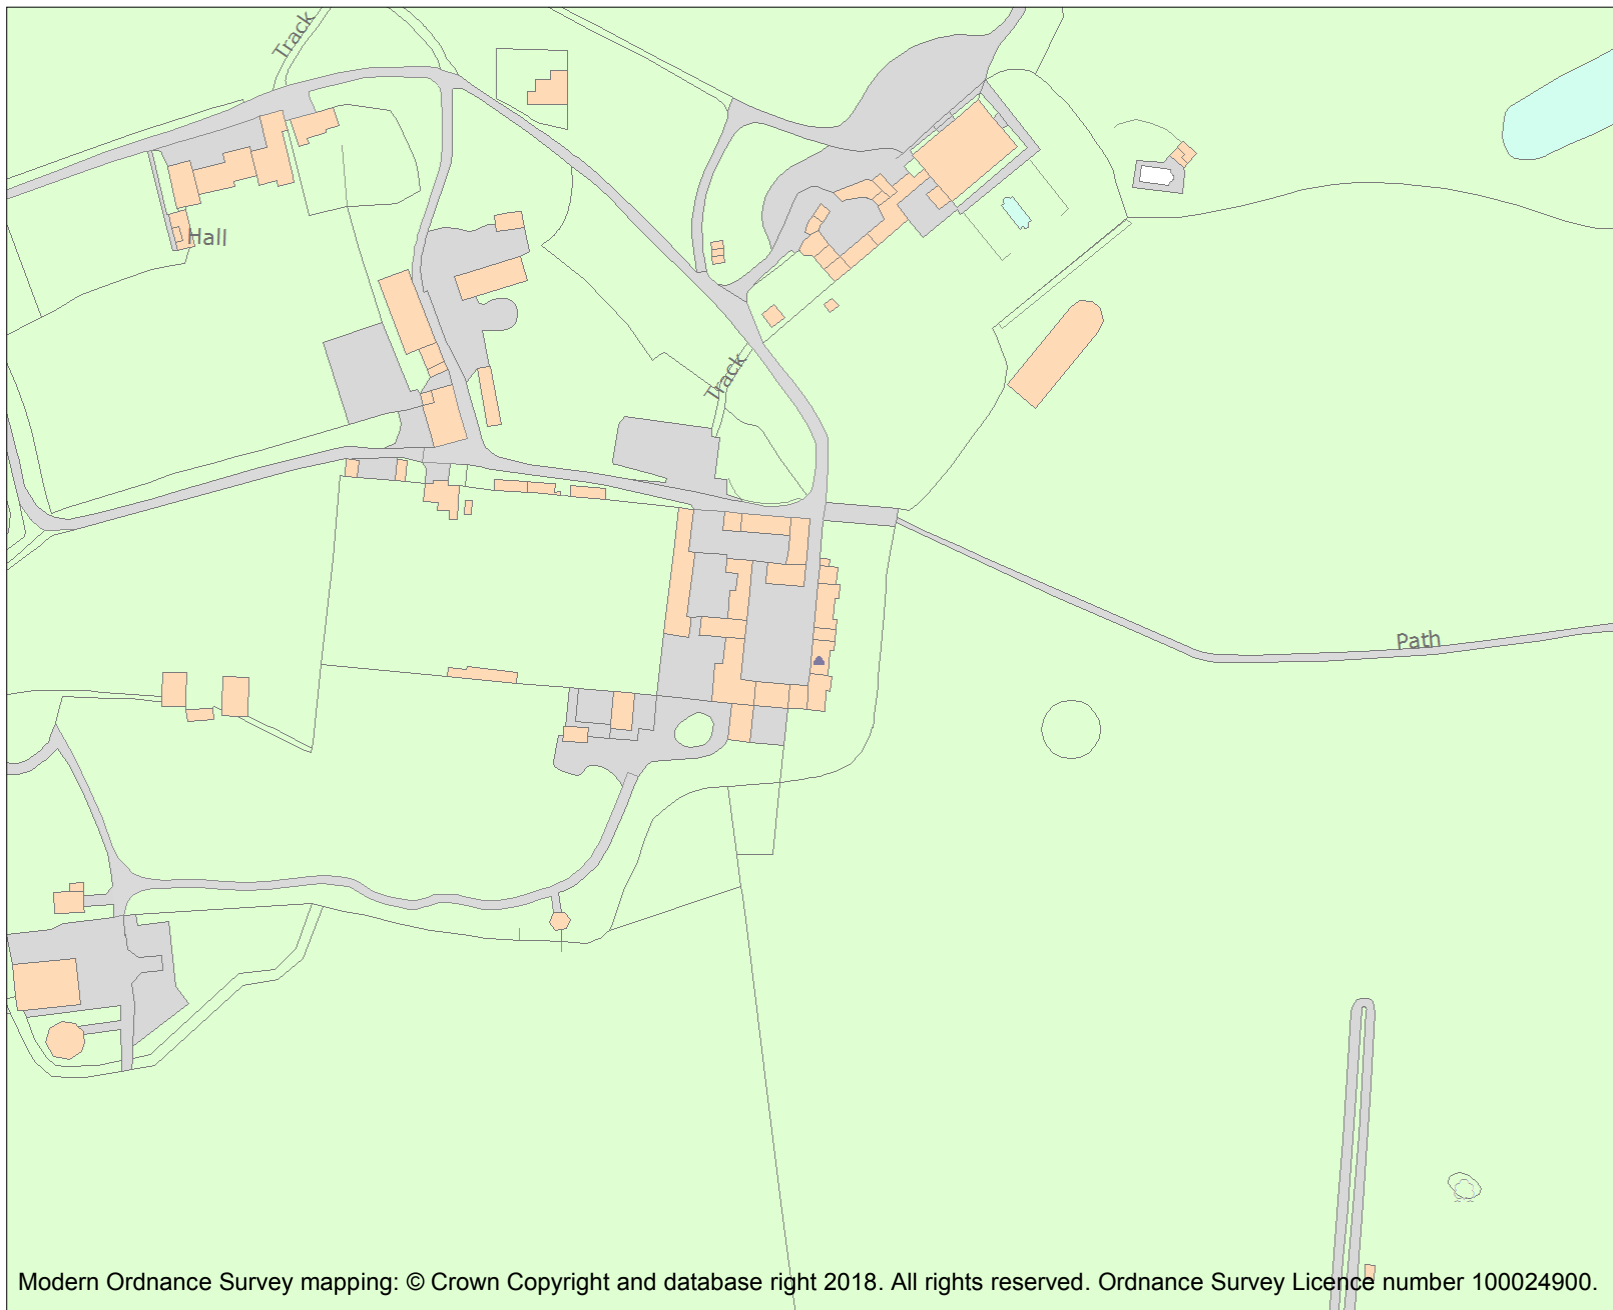 Track
Hall
Track
Path
Modern Ordnance Survey mapping: © Crown Copyright and database right 2018. All rights reserved. Ordnance Survey Licence number 100024900.